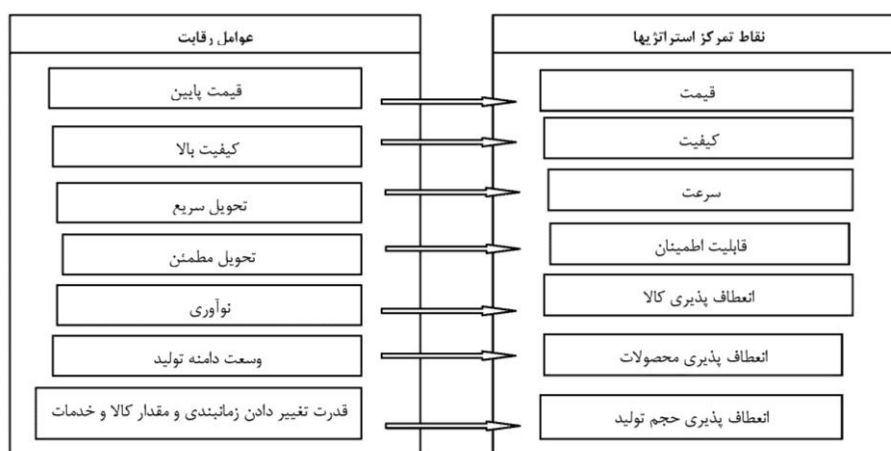 عوامل رقابت
قیمت پایین
کیفیت بالا
تحویل سریع
تحویل مطمئن
نوآوری
وسعت دامنه تولید
قدرت تغییر دادن زمانبندی و مقدار کالا و خدمات
نقاط تمرکز استراتژیها
قیمت
کیفیت
سرعت
قابلیت اطمینان
انعطاف پذیری کالا
انعطاف پذیری محصولات
انعطاف پذیری حجم تولید